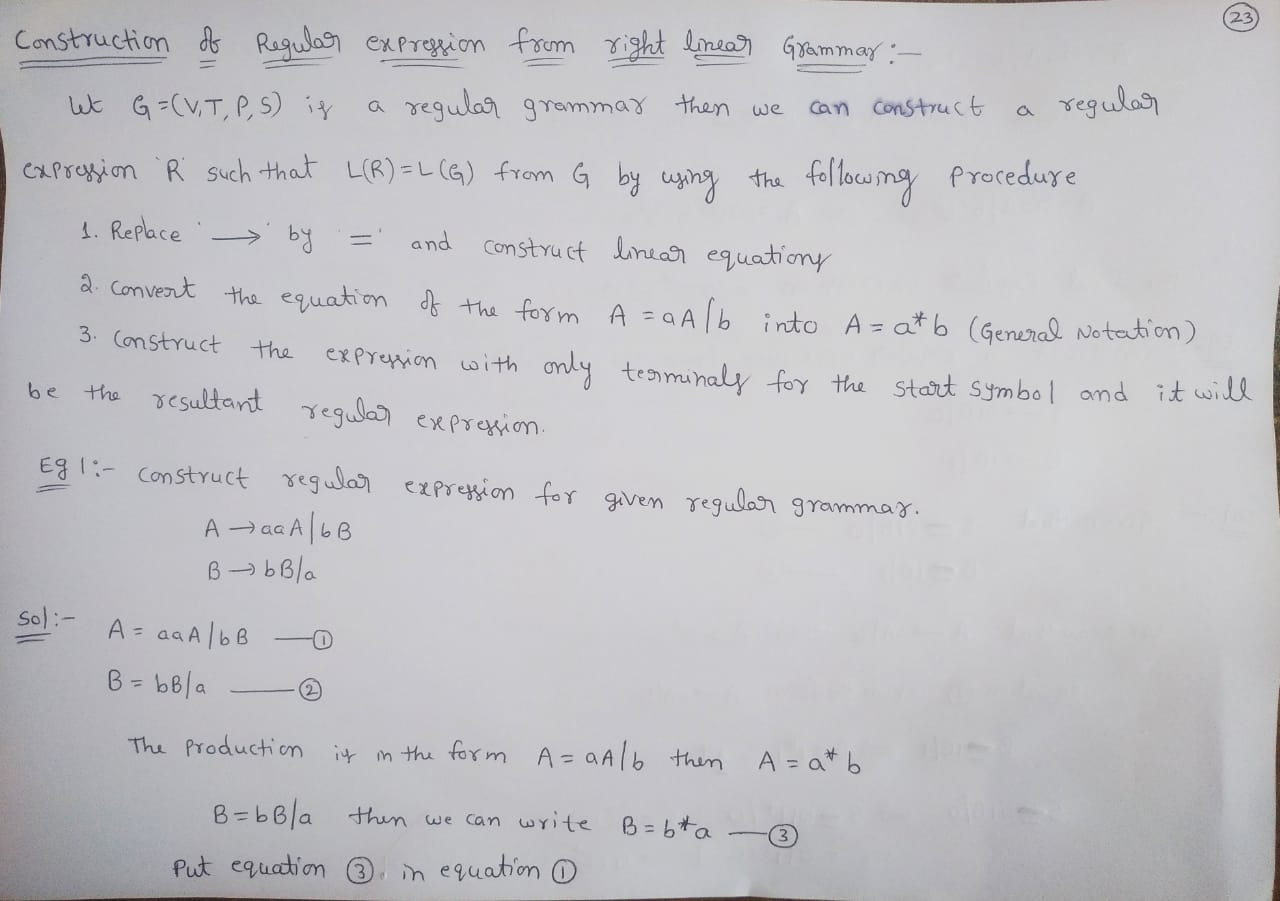 23
Construction of Regular expression from right linear Grammar :-
Let G=(V,T,P,S) is a regular grammar then we can construct a regular
expression 'R' such that L(R)=L(G) from G by using the following Procedure
1. Replace '→' by '=' and construct linear equations
2. Convert the equation of the form A = aA/b into A = a*b (General Notation)
3. Construct the expression with only terminals for the start symbol and it will
be the resultant regular expression.
Eg 1:- Construct regular expression for given regular grammar.
A → aaA/bB
B → bB/a
Sol:- A = aaA/bB —①
B = bB/a —②
The Production is in the form A = aA/b then A = a*b
B = bB/a then we can write B = b*a —③
Put equation ③ in equation ①